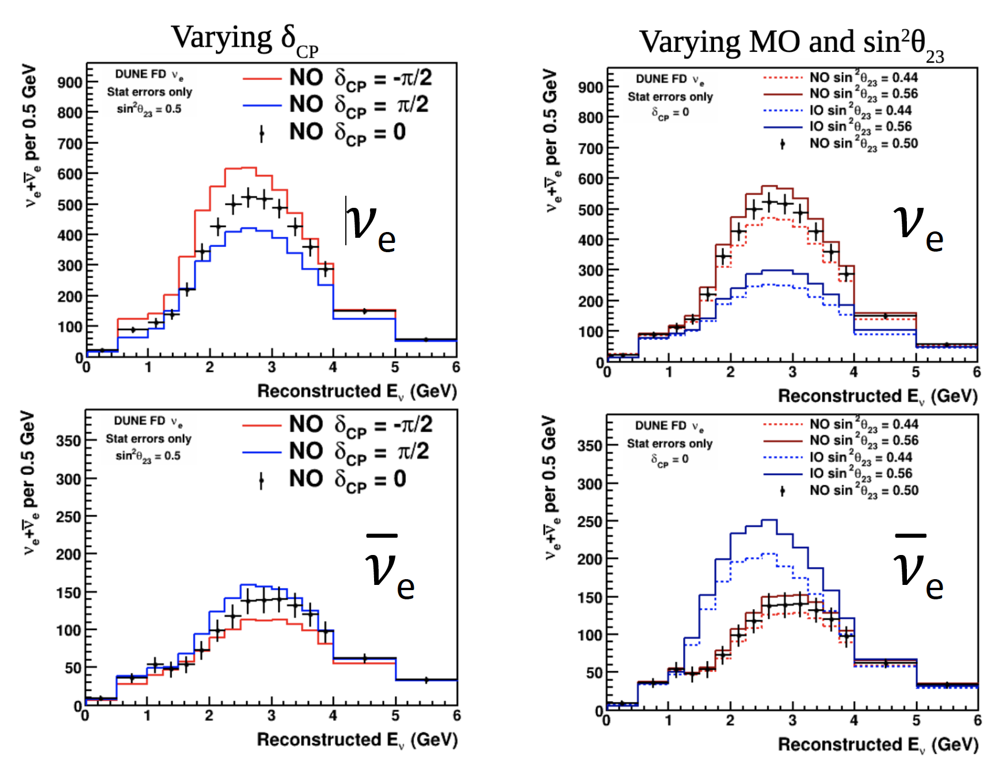 Varying δCP
DUNE FD νe
Stat errors only
sin²θ23 = 0.5
NO δCP = -π/2
NO δCP = π/2
NO δCP = 0
νe
νe+ν̅e per 0.5 GeV
900
800
700
600
500
400
300
200
100
0
0 1 2 3 4 5 6
Reconstructed Eν (GeV)
Varying MO and sin²θ23
DUNE FD νe
Stat errors only
δCP = 0
NO sin²θ23 = 0.44
NO sin²θ23 = 0.56
IO sin²θ23 = 0.44
IO sin²θ23 = 0.56
NO sin²θ23 = 0.50
νe
νe+ν̅e per 0.5 GeV
900
800
700
600
500
400
300
200
100
0
0 1 2 3 4 5 6
Reconstructed Eν (GeV)
DUNE FD νe
Stat errors only
sin²θ23 = 0.5
NO δCP = -π/2
NO δCP = π/2
NO δCP = 0
ν̅e
νe+ν̅e per 0.5 GeV
350
300
250
200
150
100
50
0
0 1 2 3 4 5 6
Reconstructed Eν (GeV)
DUNE FD νe
Stat errors only
δCP = 0
NO sin²θ23 = 0.44
NO sin²θ23 = 0.56
IO sin²θ23 = 0.44
IO sin²θ23 = 0.56
NO sin²θ23 = 0.50
ν̅e
νe+ν̅e per 0.5 GeV
350
300
250
200
150
100
50
0
0 1 2 3 4 5 6
Reconstructed Eν (GeV)